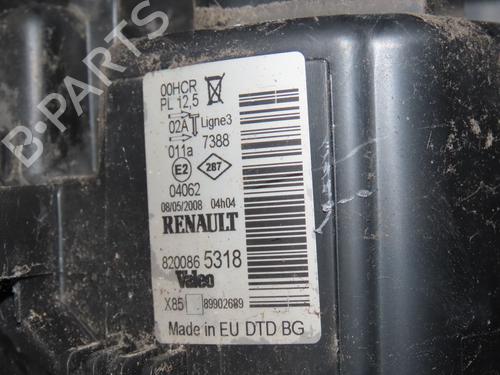 00HCR
PL 12,5
02A Ligne3
011a 7388
E2 287
04062
08/05/2008 04h04
RENAULT
820086 5318
Valeo
X85 89902689
Made in EU DTD BG
B-PARTS